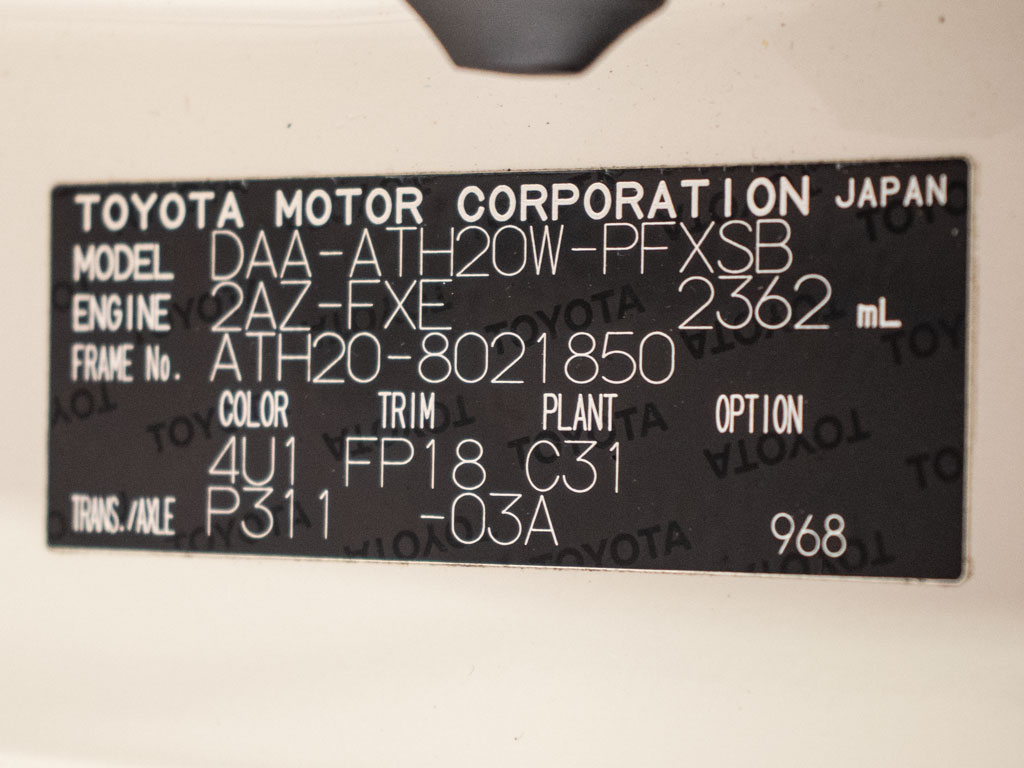 TOYOTA MOTOR CORPORATION JAPAN
MODEL DAA-ATH20W-PFXSB
ENGINE 2AZ-FXE 2362 mL
FRAME No. ATH20-8021850
COLOR TRIM PLANT OPTION
4U1 FP18 C31
TRANS./AXLE P311 -03A 968